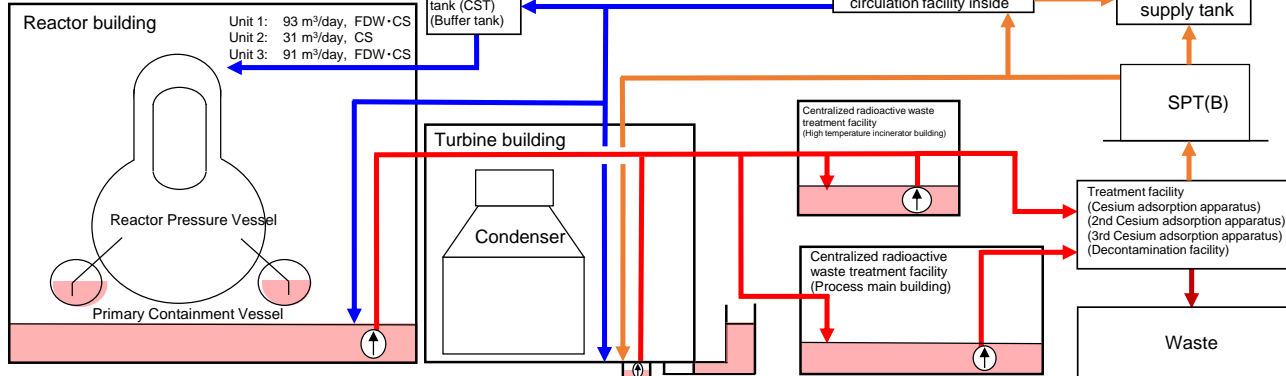 Reactor building
Unit 1: 93 m³/day, FDW・CS
Unit 2: 31 m³/day, CS
Unit 3: 91 m³/day, FDW・CS
tank (CST)
(Buffer tank)
circulation facility inside
supply tank
SPT(B)
Turbine building
Centralized radioactive waste
treatment facility
(High temperature incinerator building)
Reactor Pressure Vessel
Condenser
Treatment facility
(Cesium adsorption apparatus)
(2nd Cesium adsorption apparatus)
(3rd Cesium adsorption apparatus)
(Decontamination facility)
Centralized radioactive
waste treatment facility
(Process main building)
Primary Containment Vessel
Waste